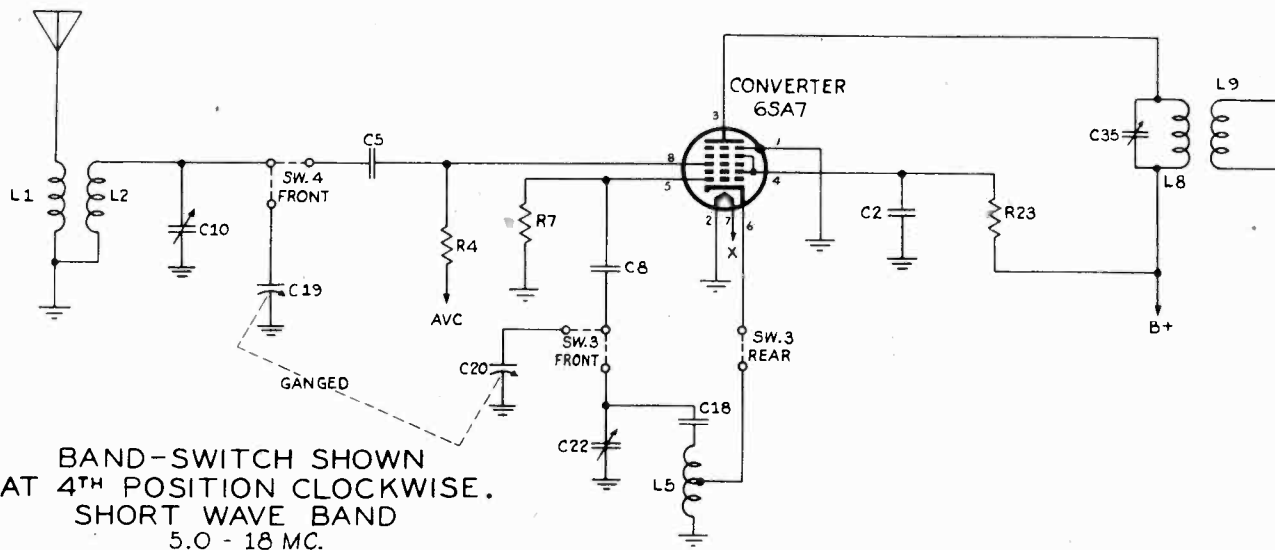 L9
CONVERTER
6SA7
3
1
C35
C5
8
L8
SW.4
FRONT
L1
L2
5
4
C10
R4
R7
2
7
6
C2
R23
X
C8
C19
AVC
B+
SW.3
FRONT
SW.3
REAR
C20
GANGED
C18
C22
L5
BAND-SWITCH SHOWN
AT 4TH POSITION CLOCKWISE.
SHORT WAVE BAND
5.0 - 18 MC.